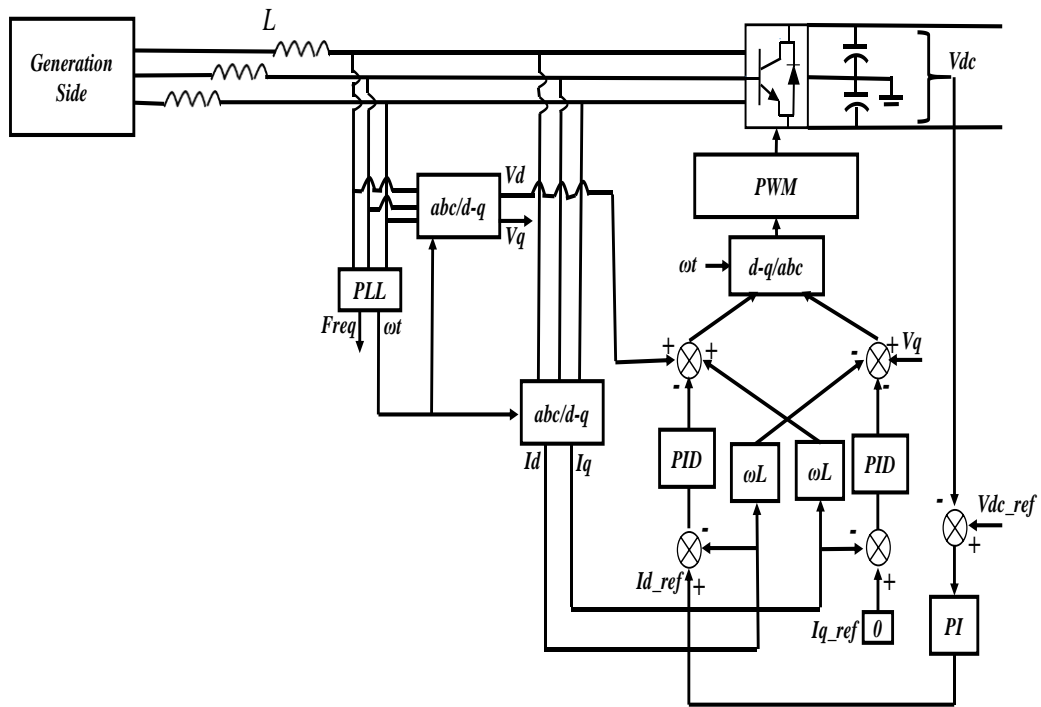 L
Generation
Side
Vdc
PWM
abc/d-q
Vd
Vq
ωt
d-q/abc
PLL
Freq
ωt
+
+
-
-
+
Vq
-
abc/d-q
Id
Iq
PID
ωL
ωL
PID
-
Vdc_ref
+
-
-
Id_ref
+
+
Iq_ref
0
PI